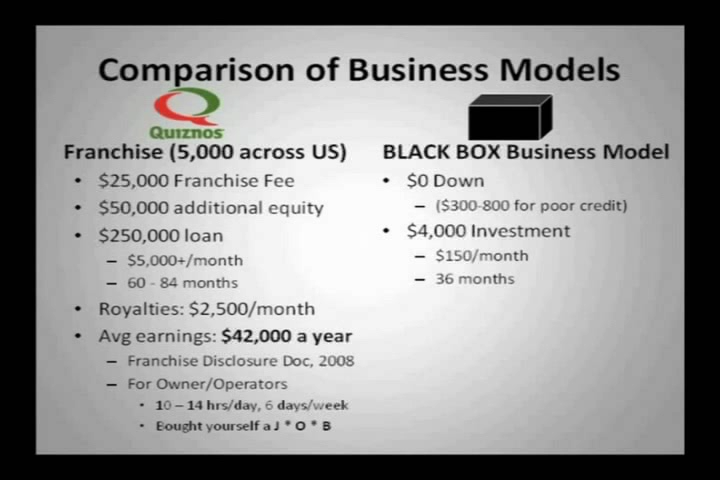 Comparison of Business Models
QUIZNOS
Franchise (5,000 across US)
• $25,000 Franchise Fee
• $50,000 additional equity
• $250,000 loan
– $5,000+/month
– 60 - 84 months
• Royalties: $2,500/month
• Avg earnings: $42,000 a year
– Franchise Disclosure Doc, 2008
– For Owner/Operators
• 10 – 14 hrs/day, 6 days/week
• Bought yourself a J * O * B
BLACK BOX Business Model
• $0 Down
– ($300-800 for poor credit)
• $4,000 Investment
– $150/month
– 36 months